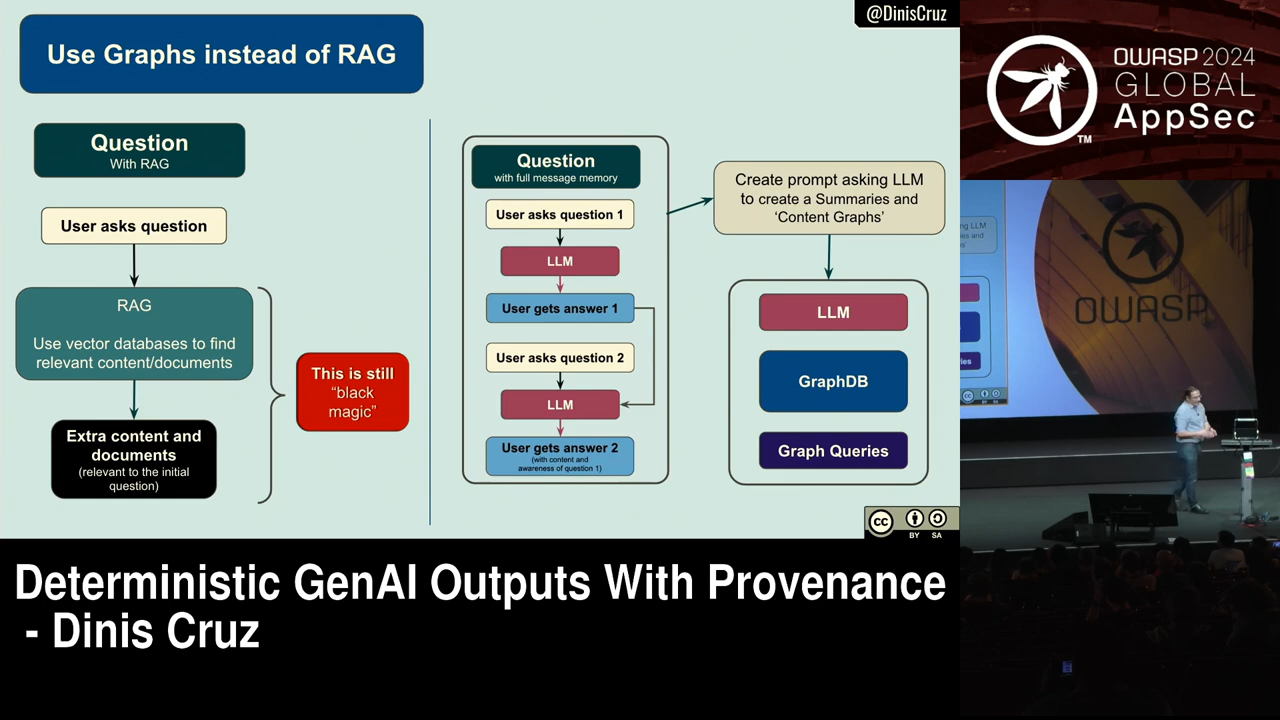 @DinisCruz
Use Graphs instead of RAG
Question
With RAG
User asks question
RAG
Use vector databases to find
relevant content/documents
Extra content and
documents
(relevant to the initial
question)
This is still
“black
magic”
Question
with full message memory
User asks question 1
LLM
User gets answer 1
User asks question 2
LLM
User gets answer 2
(with content and
awareness of question 1)
Create prompt asking LLM
to create a Summaries and
‘Content Graphs’
LLM
GraphDB
Graph Queries
cc
BY SA
OWASP 2024
GLOBAL
AppSec
TM
OWASP
Deterministic GenAI Outputs With Provenance
- Dinis Cruz